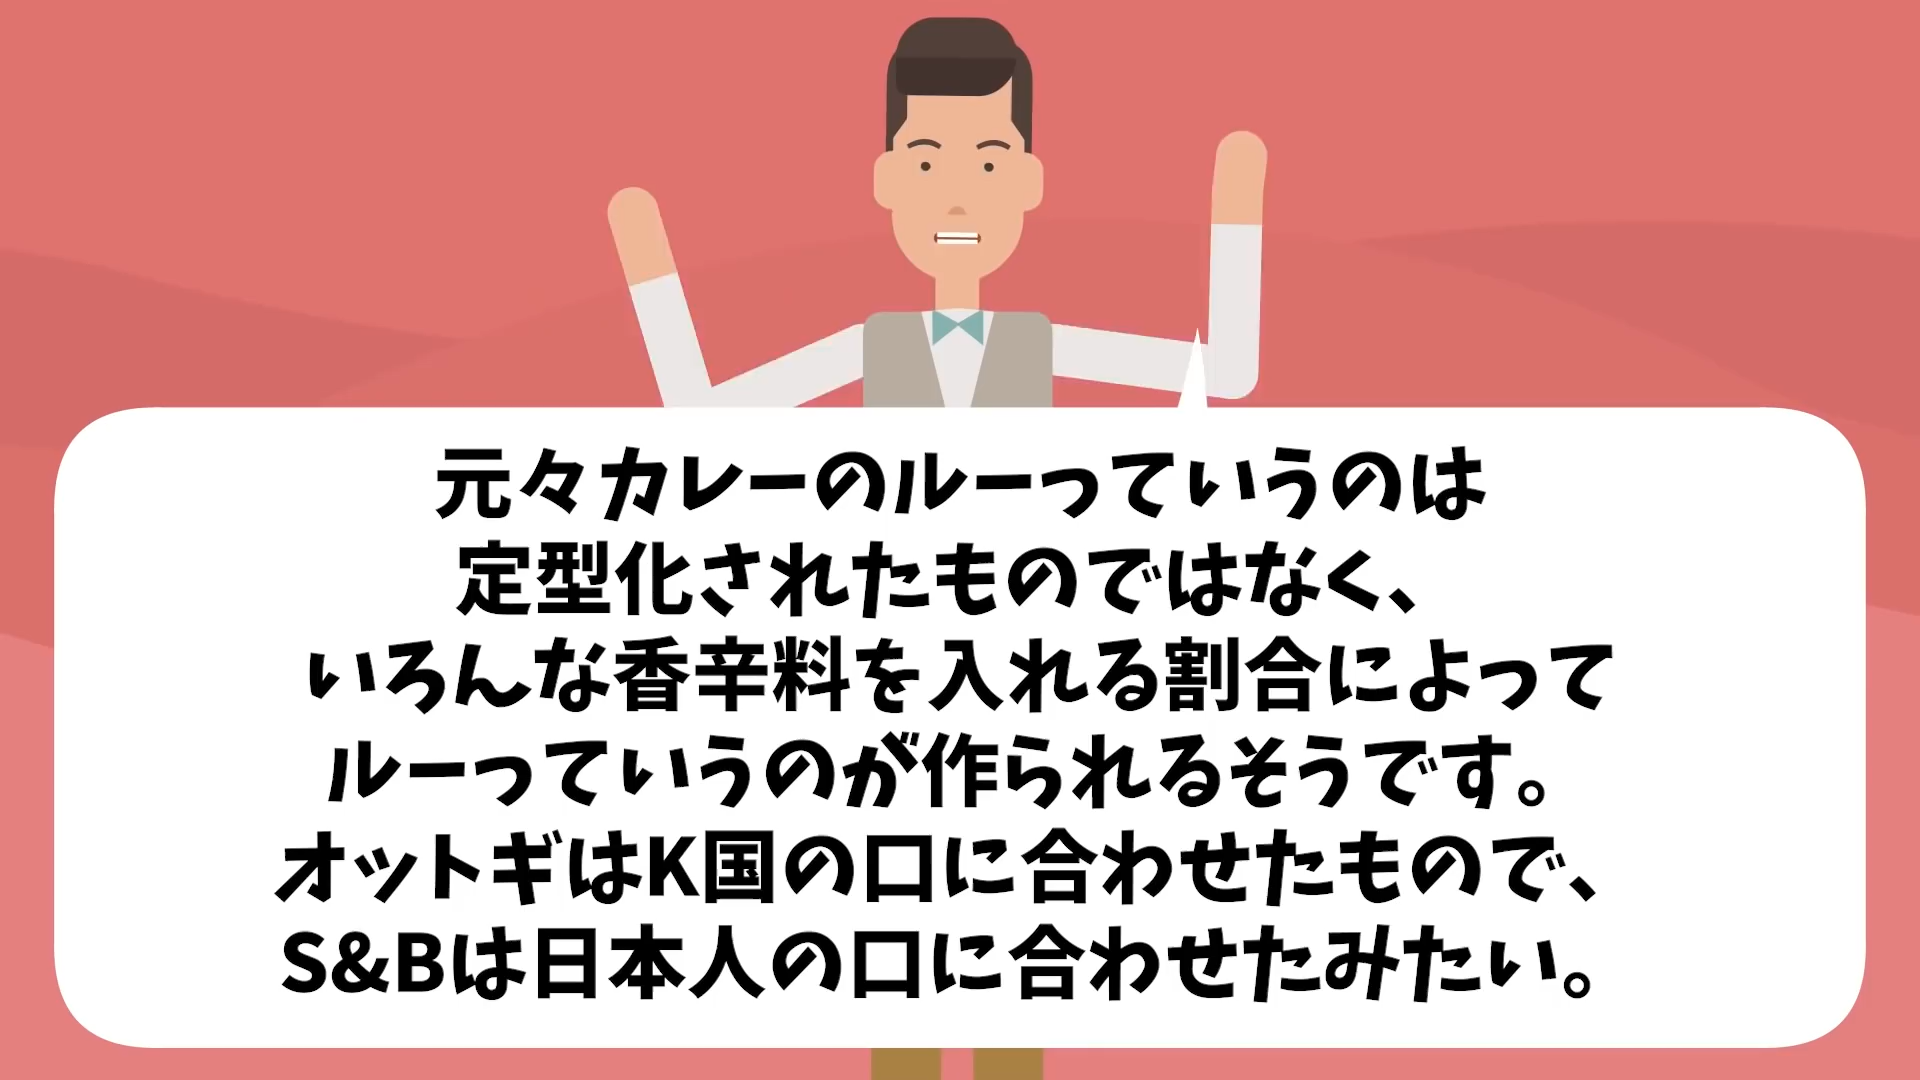 元々カレーのルーっていうのは
定型化されたものではなく、
いろんな香辛料を入れる割合によって
ルーっていうのが作られるそうです。
オットギはK国の口に合わせたもので、
S&Bは日本人の口に合わせたみたい。